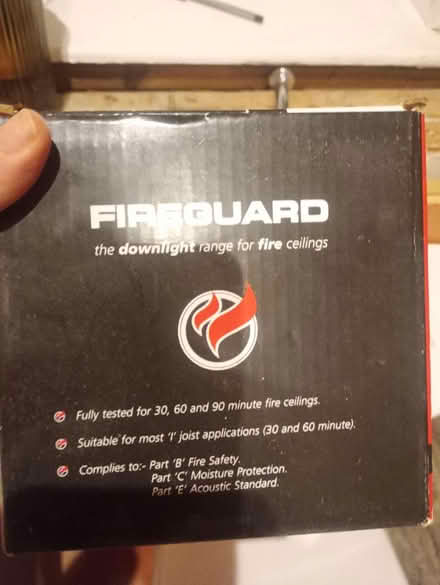 FIREGUARD
the downlight range for fire ceilings
Fully tested for 30, 60 and 90 minute fire ceilings.
Suitable for most 'I' joist applications (30 and 60 minute).
Complies to:- Part 'B' Fire Safety.
Part 'C' Moisture Protection.
Part 'E' Acoustic Standard.